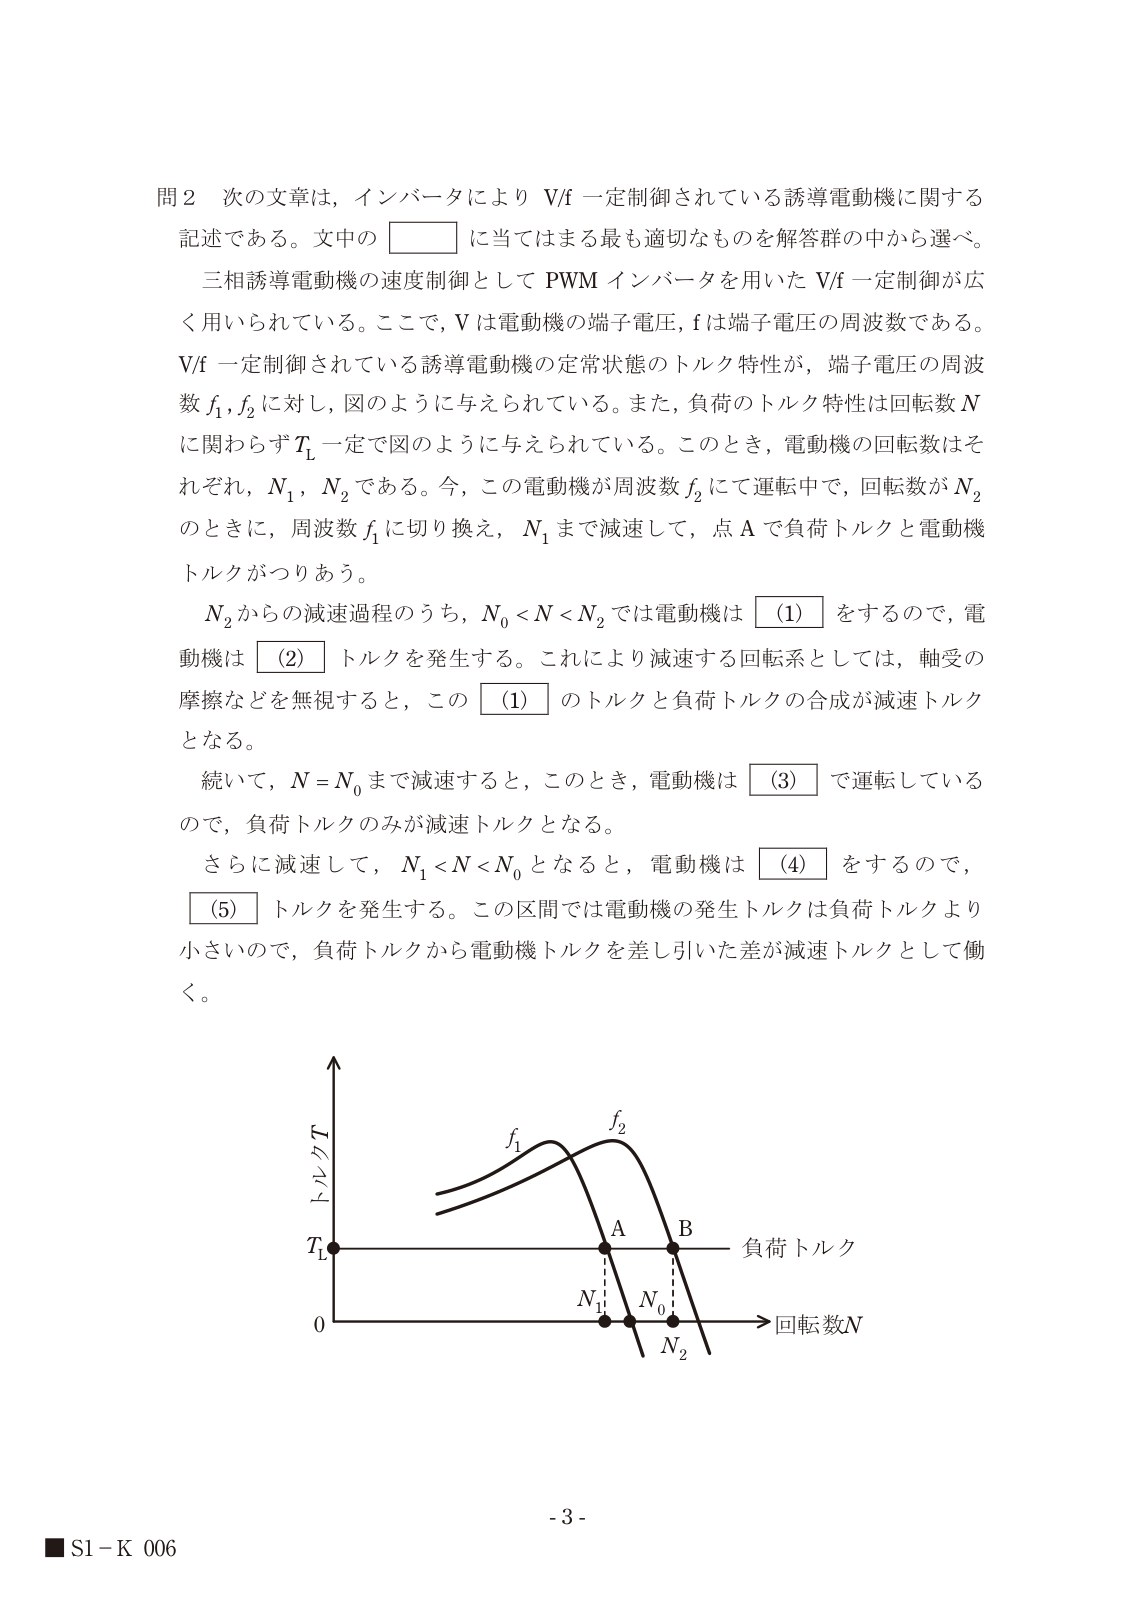 問2 次の文章は，インバータにより V/f 一定制御されている誘導電動機に関する
記述である。文中の に当てはまる最も適切なものを解答群の中から選べ。
三相誘導電動機の速度制御として PWM インバータを用いた V/f 一定制御が広
く用いられている。ここで, V は電動機の端子電圧, f は端子電圧の周波数である。
V/f 一定制御されている誘導電動機の定常状態のトルク特性が，端子電圧の周波
数 f1, f2 に対し, 図のように与えられている。また, 負荷のトルク特性は回転数 N
に関わらず TL 一定で図のように与えられている。このとき，電動機の回転数はそ
れぞれ，N1，N2 である。今，この電動機が周波数 f2 にて運転中で, 回転数が N2
のときに，周波数 f1 に切り換え，N1 まで減速して，点 A で負荷トルクと電動機
トルクがつりあう。
N2 からの減速過程のうち, N0 < N < N2 では電動機は (1) をするので, 電
動機は (2) トルクを発生する。これにより減速する回転系としては，軸受の
摩擦などを無視すると，この (1) のトルクと負荷トルクの合成が減速トルク
となる。
続いて，N = N0 まで減速すると，このとき，電動機は (3) で運転している
ので，負荷トルクのみが減速トルクとなる。
さらに減速して，N1 < N < N0 となると，電動機は (4) をするので，
(5) トルクを発生する。この区間では電動機の発生トルクは負荷トルクより
小さいので，負荷トルクから電動機トルクを差し引いた差が減速トルクとして働
く。
トルクT
f1
f2
A
B
TL
負荷トルク
N1
N0
0
回転数N
N2
- 3 -
■ S1－K 006